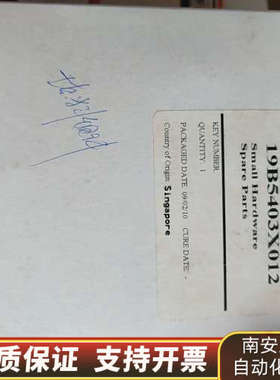 19B5403X012
Small Hardware
Spare Parts
KEY NUMBER
QUANTITY 1
PACKAGED DATE 09/02/10 CURE DATE: -
Country of Origin: Singapore
质保证 支持开票
南安
自动化